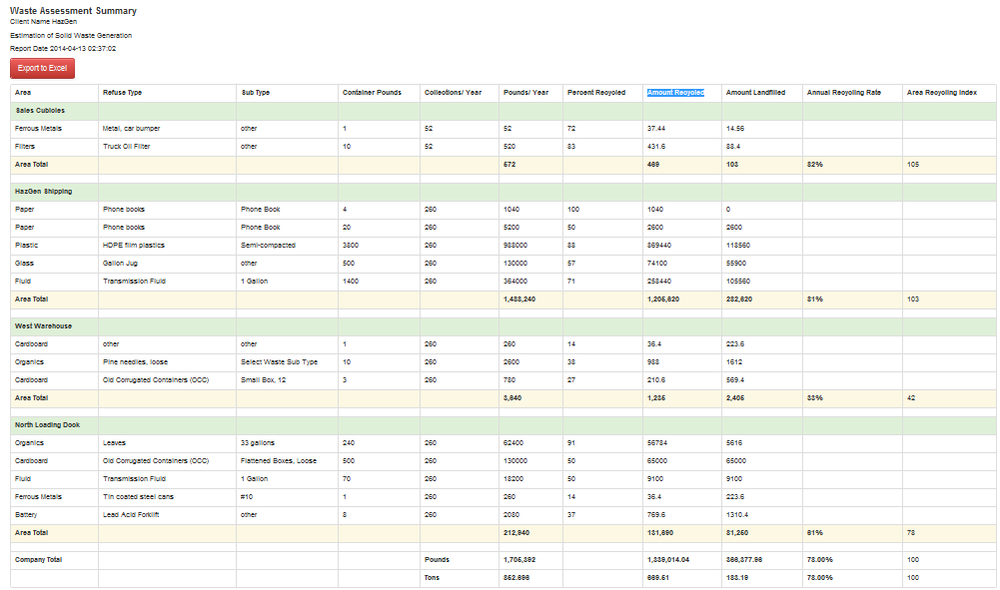 Waste Assessment Summary
Client Name HazGen
Estimation of Solid Waste Generation
Report Date 2014-04-13 02:37:02
Export to Excel
Area Refuse Type Sub Type Container Pounds Collections/ Year Pounds/ Year Percent Recycled Amount Recycled Amount Landfilled Annual Recycling Rate Area Recycling Index
Sales Cubicles
Ferrous Metals Metal, car bumper other 1 52 52 72 37.44 14.56
Filters Truck Oil Filter other 10 52 520 83 431.6 88.4
Area Total 572 469 103 82% 105
HazGen Shipping
Paper Phone books Phone Book 4 260 1040 100 1040 0
Paper Phone books Phone Book 20 260 5200 50 2600 2600
Plastic HDPE film plastics Semi-compacted 3800 260 988000 88 869440 118560
Glass Gallon Jug other 500 260 130000 57 74100 55900
Fluid Transmission Fluid 1 Gallon 1400 260 364000 71 258440 105560
Area Total 1,488,240 1,205,620 282,620 81% 103
West Warehouse
Cardboard other other 1 260 260 14 36.4 223.6
Organics Pine needles, loose Select Waste Sub Type 10 260 2600 38 988 1612
Cardboard Old Corrugated Containers (OCC) Small Box, 12 3 260 780 27 210.6 569.4
Area Total 3,640 1,235 2,405 33% 42
North Loading Dock
Organics Leaves 33 gallons 240 260 62400 91 56784 5616
Cardboard Old Corrugated Containers (OCC) Flattened Boxes, Loose 500 260 130000 50 65000 65000
Fluid Transmission Fluid 1 Gallon 70 260 18200 50 9100 9100
Ferrous Metals Tin coated steel cans #10 1 260 260 14 36.4 223.6
Battery Lead Acid Forklift other 8 260 2080 37 769.6 1310.4
Area Total 212,940 131,690 81,250 61% 78
Company Total Pounds 1,705,392 1,339,014.04 366,377.96 78.00% 100
Tons 852.696 669.51 183.19 78.00% 100